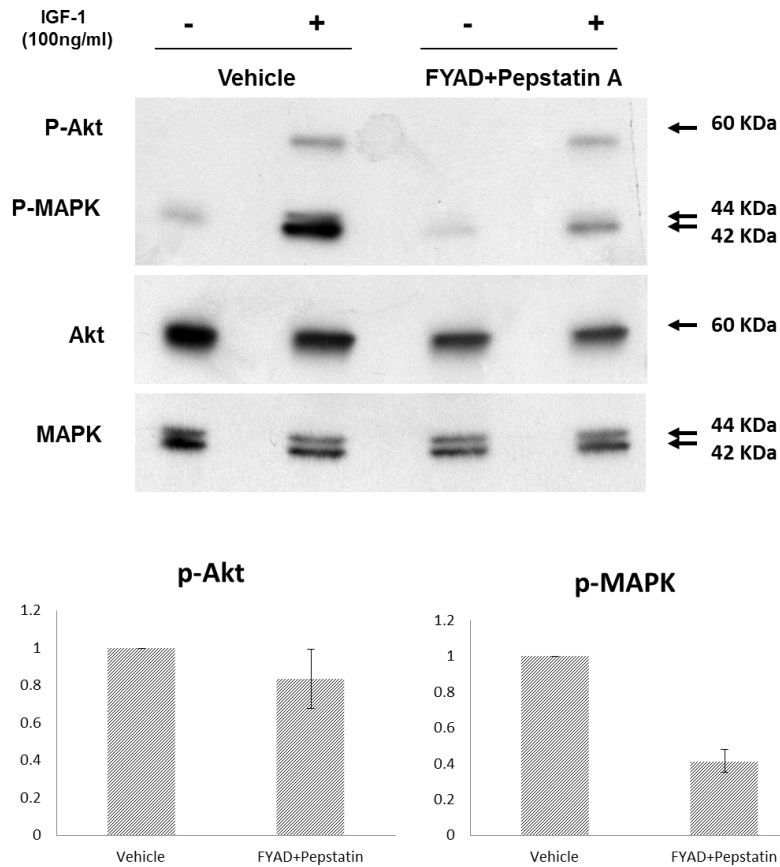 IGF-1
(100ng/ml)
- + - +
Vehicle FYAD+Pepstatin A
P-Akt 60 KDa
P-MAPK 44 KDa
42 KDa
Akt 60 KDa
MAPK 44 KDa
42 KDa
p-Akt
1.2
1
0.8
0.6
0.4
0.2
0
Vehicle FYAD+Pepstatin
p-MAPK
1.2
1
0.8
0.6
0.4
0.2
0
Vehicle FYAD+Pepstatin